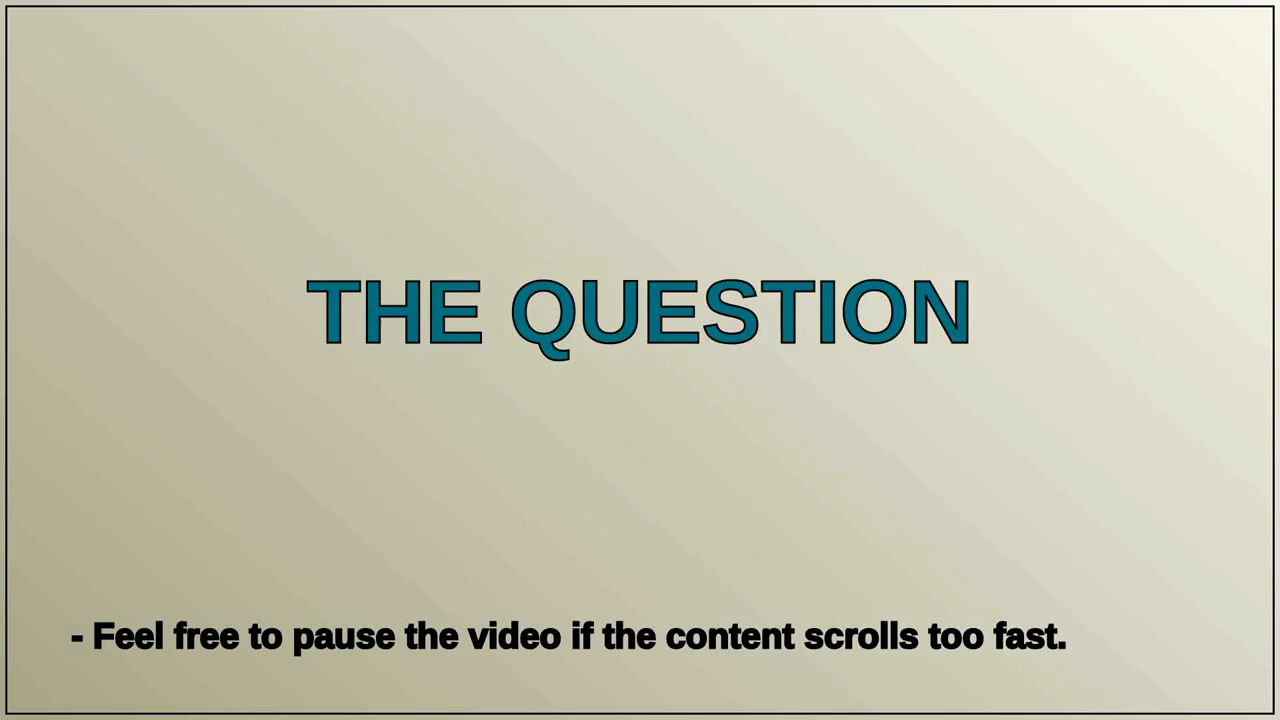 THE QUESTION
- Feel free to pause the video if the content scrolls too fast.